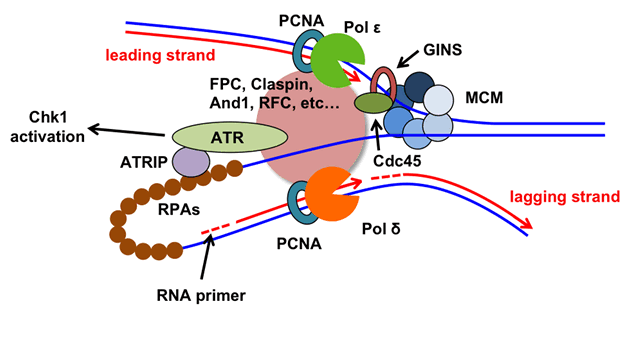 PCNA
Pol ε
leading strand
GINS
FPC, Claspin,
And1, RFC, etc...
MCM
Chk1
activation
ATR
ATRIP
Cdc45
RPAs
lagging strand
PCNA
Pol δ
RNA primer